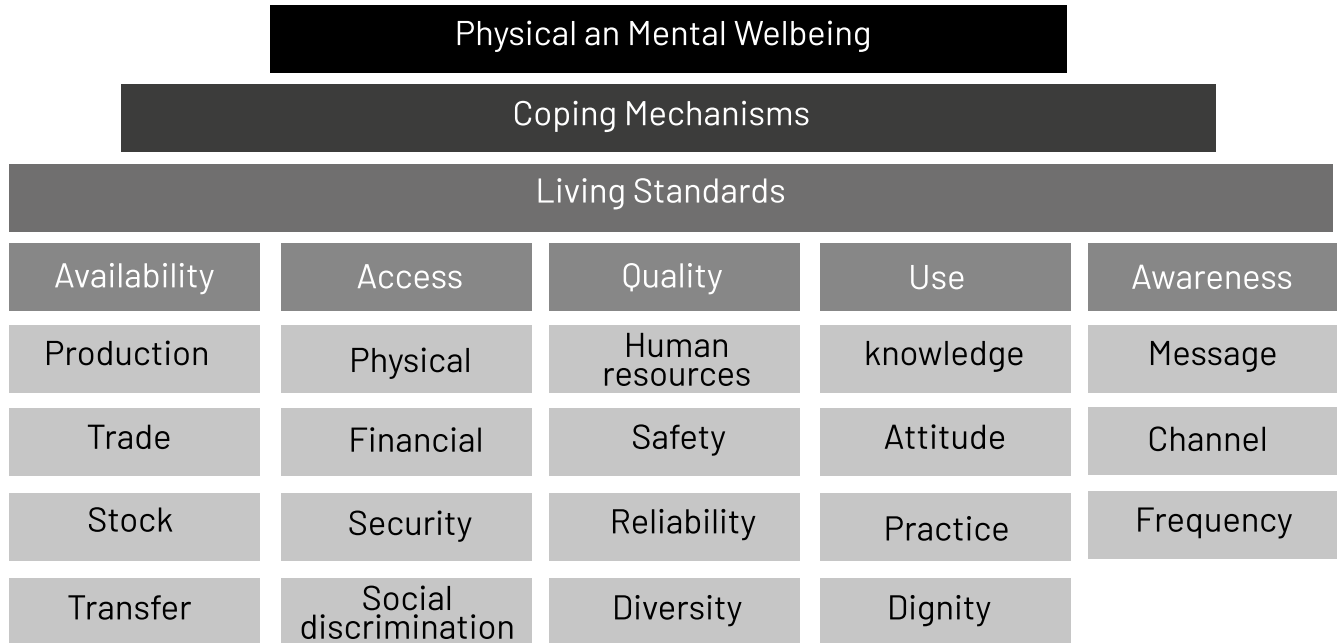 Physical an Mental Welbeing
Coping Mechanisms
Living Standards
Availability
Access
Quality
Use
Awareness
Production
Physical
Human
resources
knowledge
Message
Trade
Financial
Safety
Attitude
Channel
Stock
Security
Reliability
Practice
Frequency
Transfer
Social
discrimination
Diversity
Dignity